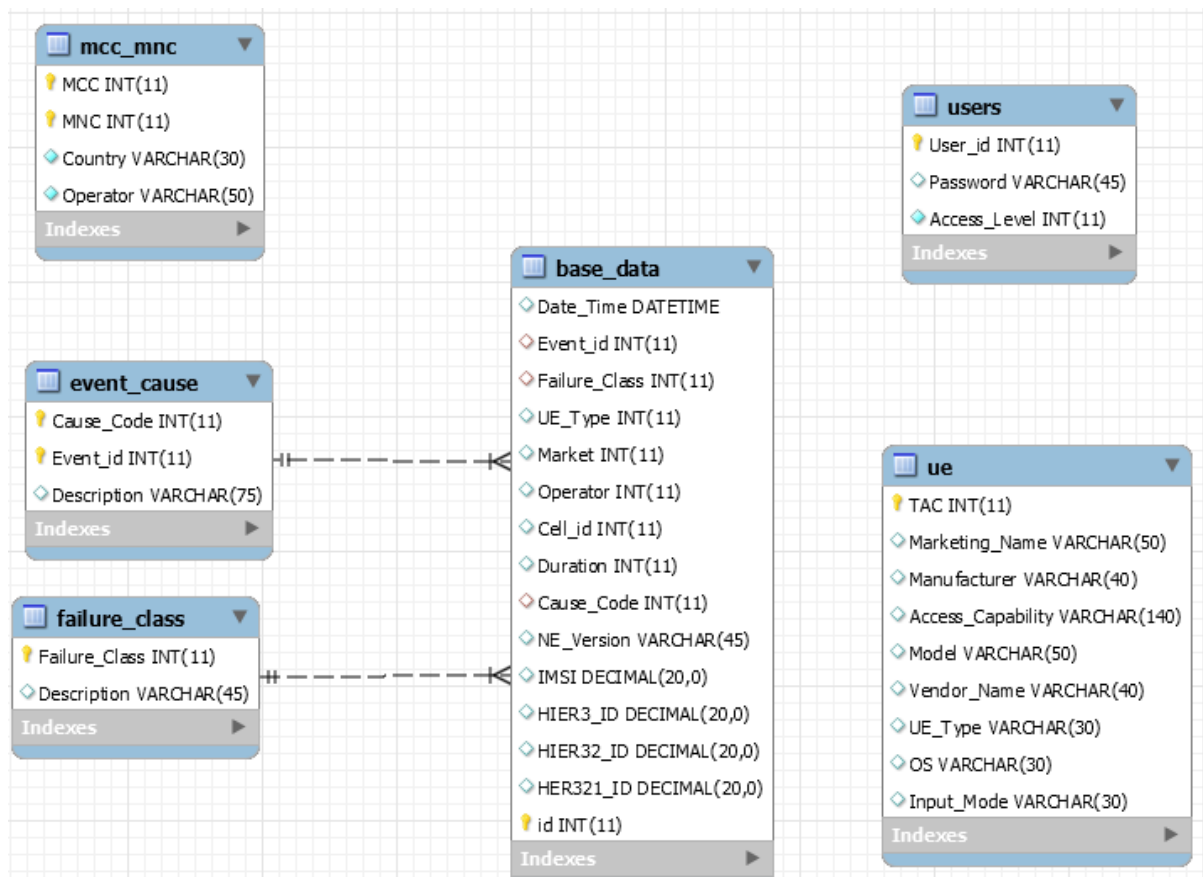 mcc_mnc
MCC INT(11)
MNC INT(11)
Country VARCHAR(30)
Operator VARCHAR(50)
Indexes
users
User_id INT(11)
Password VARCHAR(45)
Access_Level INT(11)
Indexes
event_cause
Cause_Code INT(11)
Event_id INT(11)
Description VARCHAR(75)
Indexes
failure_class
Failure_Class INT(11)
Description VARCHAR(45)
Indexes
base_data
Date_Time DATETIME
Event_id INT(11)
Failure_Class INT(11)
UE_Type INT(11)
Market INT(11)
Operator INT(11)
Cell_id INT(11)
Duration INT(11)
Cause_Code INT(11)
NE_Version VARCHAR(45)
IMSI DECIMAL(20,0)
HIER3_ID DECIMAL(20,0)
HIER32_ID DECIMAL(20,0)
HER321_ID DECIMAL(20,0)
id INT(11)
Indexes
ue
TAC INT(11)
Marketing_Name VARCHAR(50)
Manufacturer VARCHAR(40)
Access_Capability VARCHAR(140)
Model VARCHAR(50)
Vendor_Name VARCHAR(40)
UE_Type VARCHAR(30)
OS VARCHAR(30)
Input_Mode VARCHAR(30)
Indexes